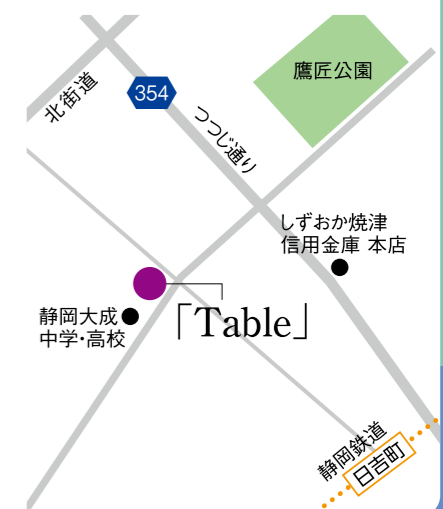 鷹匠公園
北街道
354
つつじ通り
しずおか焼津
信用金庫 本店
静岡大成
中学・高校
「Table」
静岡鉄道
日吉町